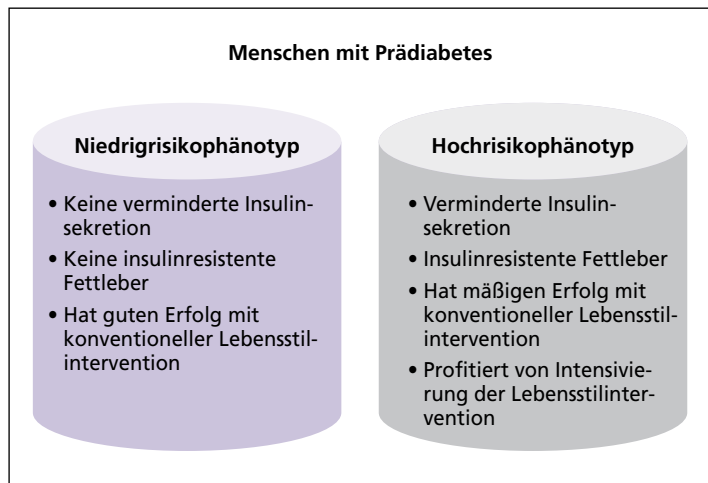 Menschen mit Prädiabetes
Niedrigrisikophänotyp
• Keine verminderte Insulin-
sekretion
• Keine insulinresistente
Fettleber
• Hat guten Erfolg mit
konventioneller Lebensstil-
intervention
Hochrisikophänotyp
• Verminderte Insulin-
sekretion
• Insulinresistente Fettleber
• Hat mäßigen Erfolg mit
konventioneller Lebensstil-
intervention
• Profitiert von Intensivie-
rung der Lebensstilinter-
vention